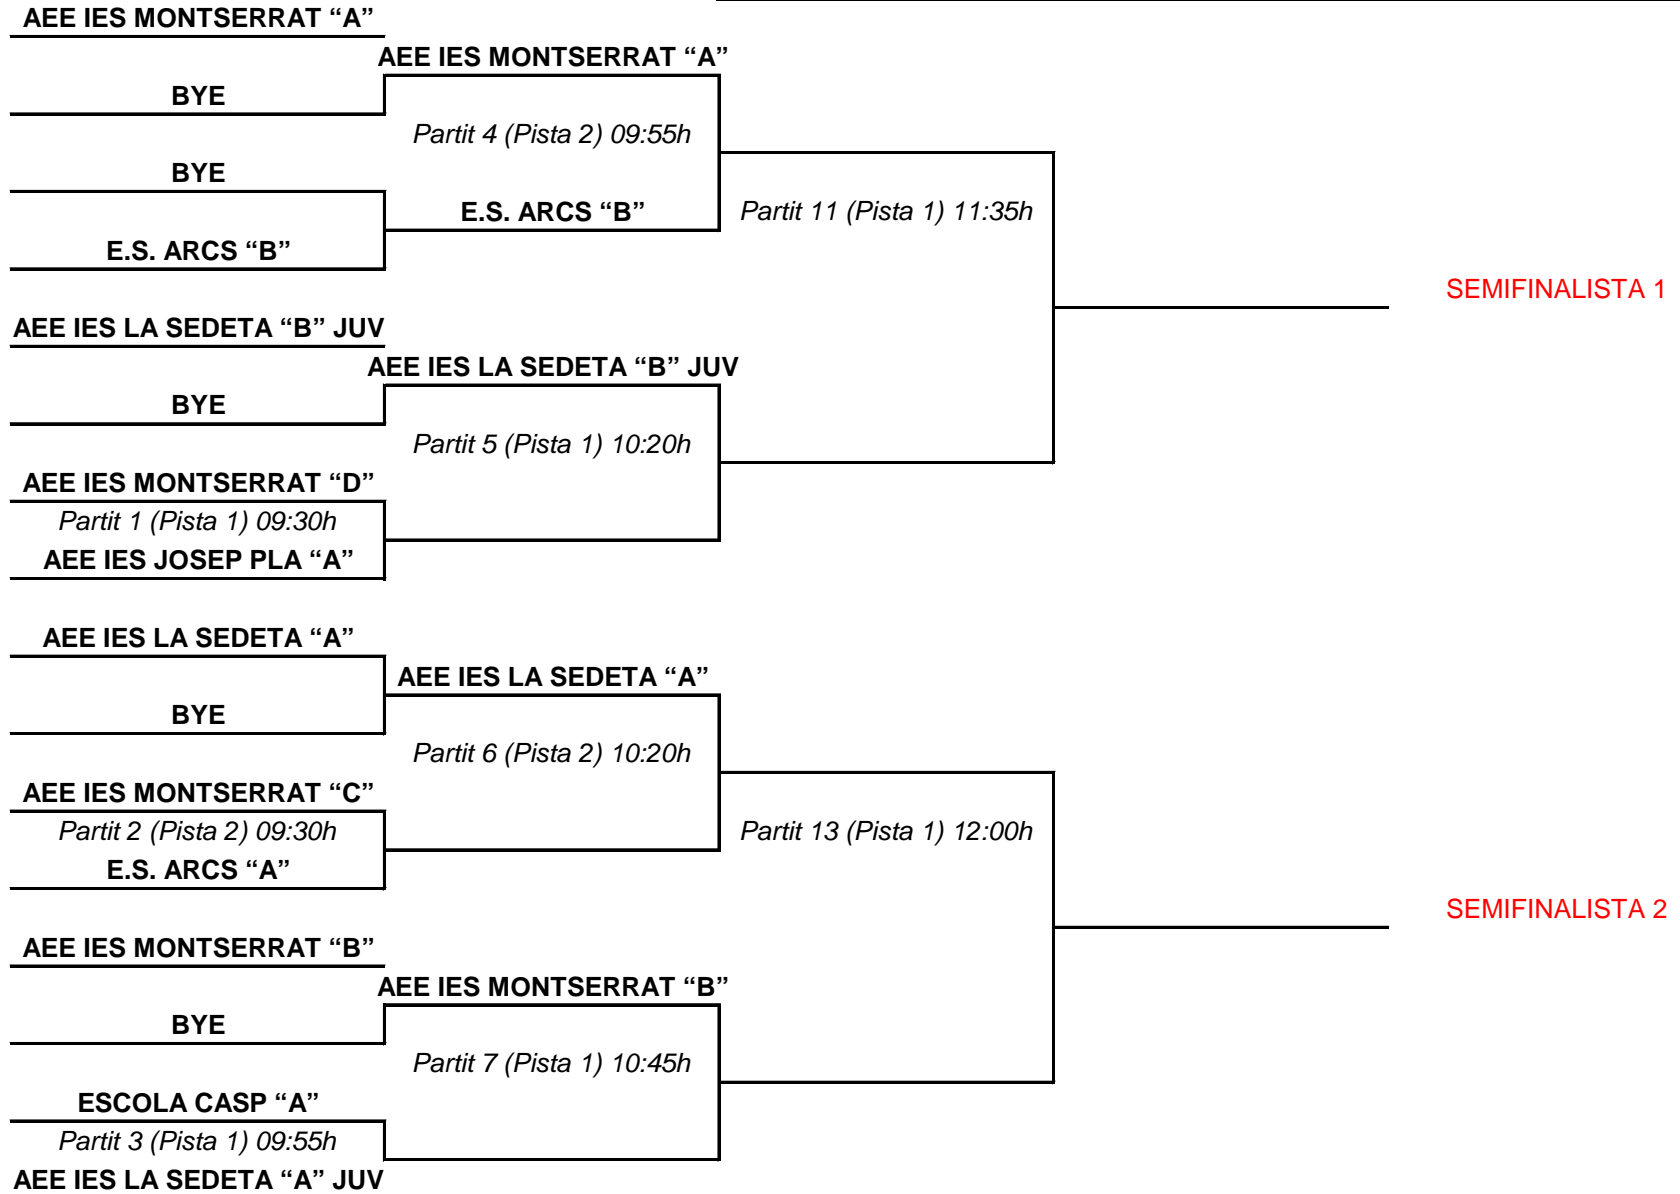 AEE IES MONTSERRAT “A”
AEE IES MONTSERRAT “A”
BYE
Partit 4 (Pista 2) 09:55h
BYE
E.S. ARCS “B”
Partit 11 (Pista 1) 11:35h
E.S. ARCS “B”
SEMIFINALISTA 1
AEE IES LA SEDETA “B” JUV
AEE IES LA SEDETA “B” JUV
BYE
Partit 5 (Pista 1) 10:20h
AEE IES MONTSERRAT “D”
Partit 1 (Pista 1) 09:30h
AEE IES JOSEP PLA “A”
AEE IES LA SEDETA “A”
AEE IES LA SEDETA “A”
BYE
Partit 6 (Pista 2) 10:20h
AEE IES MONTSERRAT “C”
Partit 2 (Pista 2) 09:30h
Partit 13 (Pista 1) 12:00h
E.S. ARCS “A”
SEMIFINALISTA 2
AEE IES MONTSERRAT “B”
AEE IES MONTSERRAT “B”
BYE
Partit 7 (Pista 1) 10:45h
ESCOLA CASP “A”
Partit 3 (Pista 1) 09:55h
AEE IES LA SEDETA “A” JUV